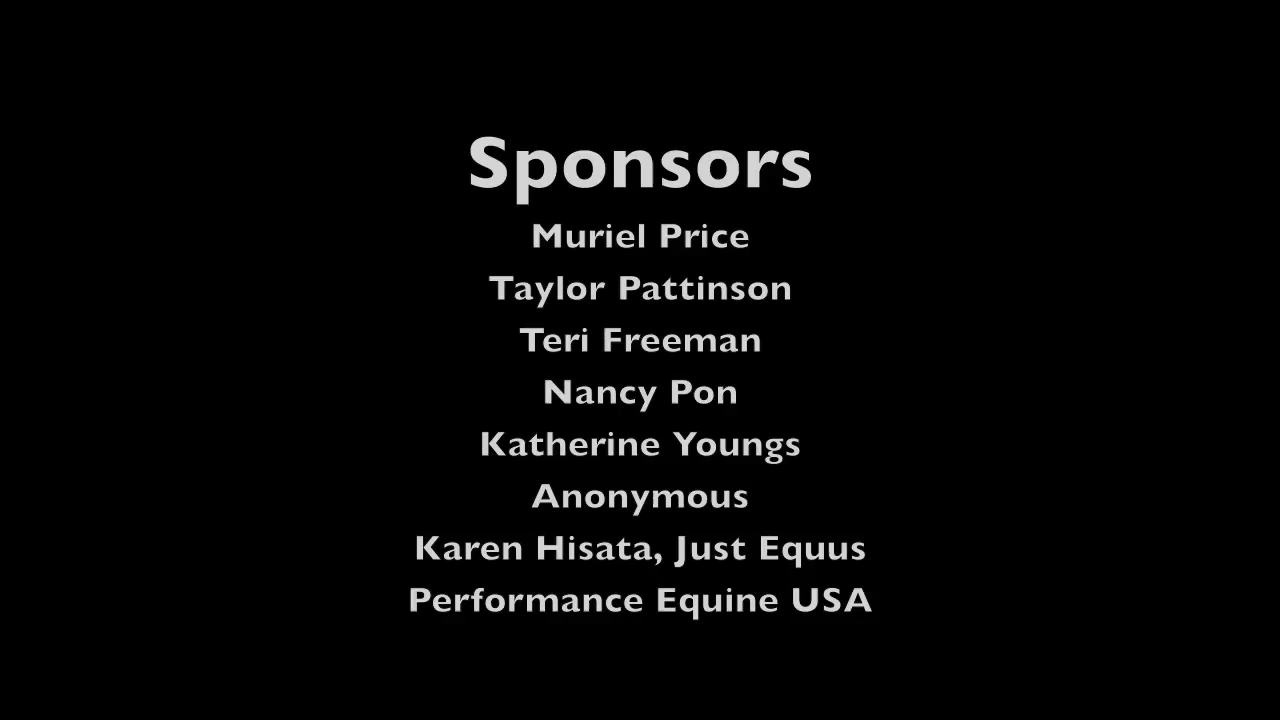 Sponsors
Muriel Price
Taylor Pattinson
Teri Freeman
Nancy Pon
Katherine Youngs
Anonymous
Karen Hisata, Just Equus
Performance Equine USA